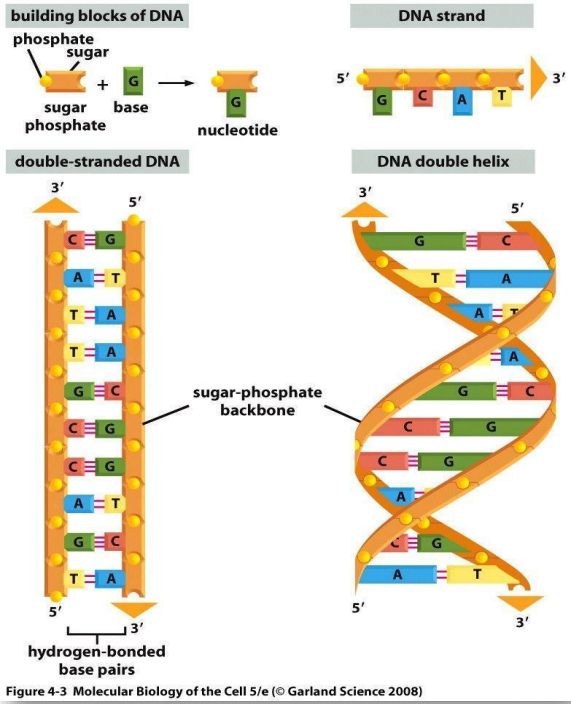 building blocks of DNA
phosphate
sugar
+
G
sugar
phosphate
base
G
nucleotide
DNA strand
5′
3′
G C A T
double-stranded DNA
3′
5′
C G
A T
T A
T A
G C
C G
C G
A T
G C
T A
5′
3′
hydrogen-bonded
base pairs
sugar-phosphate
backbone
DNA double helix
3′
5′
G C
T A
A T
A
G C
C G
C G
A
C G
A T
5′
3′
Figure 4-3 Molecular Biology of the Cell 5/e (© Garland Science 2008)